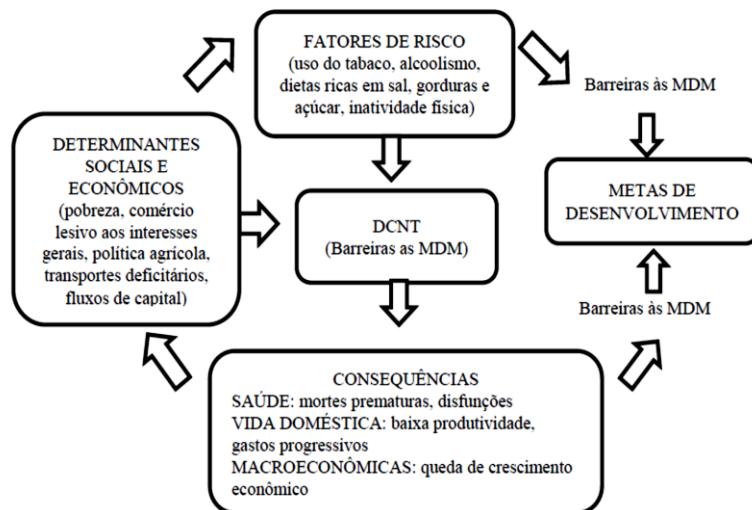 FATORES DE RISCO
(uso do tabaco, alcoolismo,
dietas ricas em sal, gorduras e
açúcar, inatividade física)
Barreiras às MDM
DETERMINANTES
SOCIAIS E
ECONÔMICOS
(pobreza, comércio
lesivo aos interesses
gerais, política agrícola,
transportes deficitários,
fluxos de capital)
DCNT
(Barreiras as MDM)
METAS DE
DESENVOLVIMENTO
Barreiras às MDM
CONSEQUÊNCIAS
SAÚDE: mortes prematuras, disfunções
VIDA DOMÉSTICA: baixa produtividade,
gastos progressivos
MACROECONÔMICAS: queda de crescimento
econômico